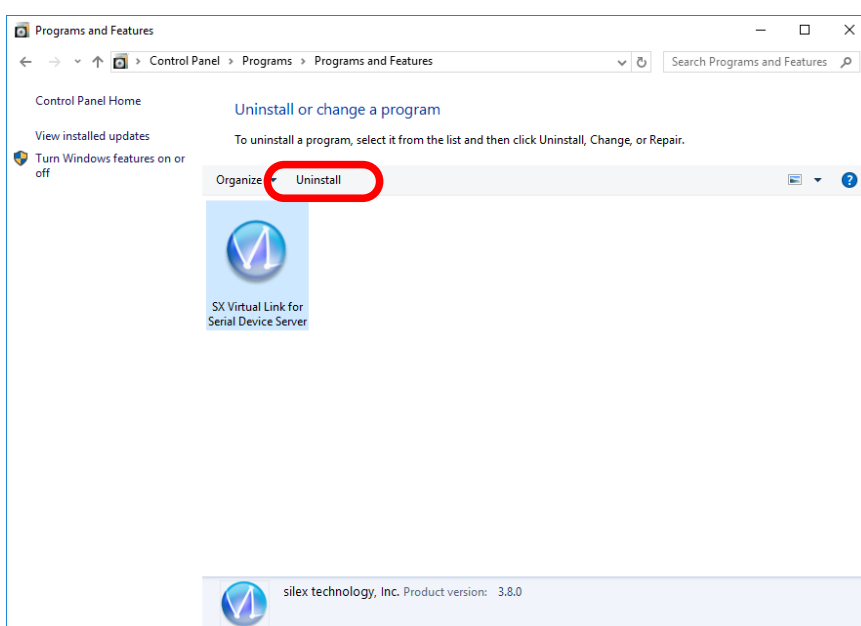 Programs and Features
Control Panel > Programs > Programs and Features
Search Programs and Features
Control Panel Home
View installed updates
Turn Windows features on or
off
Uninstall or change a program
To uninstall a program, select it from the list and then click Uninstall, Change, or Repair.
Organize Uninstall
SX Virtual Link for
Serial Device Server
silex technology, Inc. Product version: 3.8.0